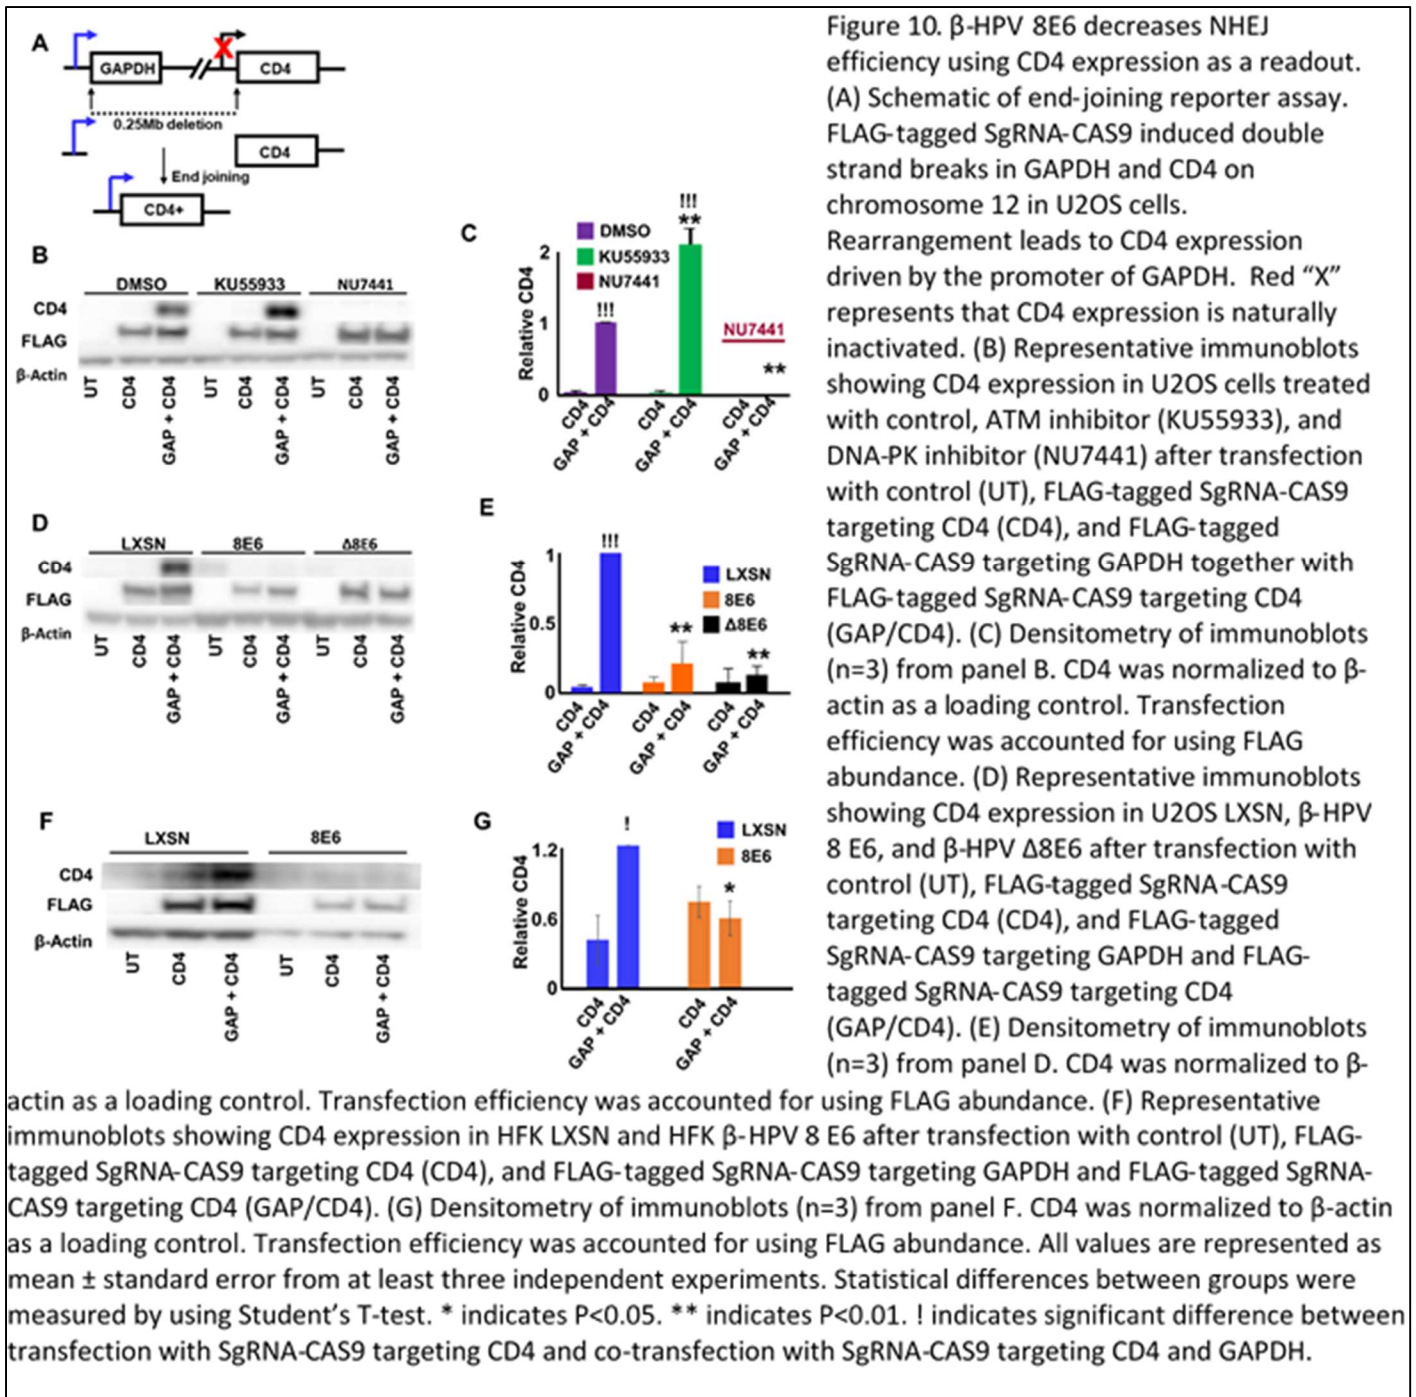 A
GAPDH
X
CD4
0.25Mb deletion
CD4
End joining
CD4+
B
DMSO KU55933 NU7441
CD4
FLAG
β-Actin
UT
CD4
GAP + CD4
UT
CD4
GAP + CD4
UT
CD4
GAP + CD4
C
DMSO
KU55933
NU7441
Relative CD4
2
1
0
!!!
!!!
**
NU7441
**
CD4
GAP + CD4
CD4
GAP + CD4
CD4
GAP + CD4
D
LXSN 8E6 Δ8E6
CD4
FLAG
β-Actin
UT
CD4
GAP + CD4
UT
CD4
GAP + CD4
UT
CD4
GAP + CD4
E
Relative CD4
1
0.5
0
!!!
LXSN
8E6
Δ8E6
**
**
CD4
GAP + CD4
CD4
GAP + CD4
CD4
GAP + CD4
F
LXSN 8E6
CD4
FLAG
β-Actin
UT
CD4
GAP + CD4
UT
CD4
GAP + CD4
G
Relative CD4
1.2
0.6
0
!
LXSN
8E6
*
CD4
GAP + CD4
CD4
GAP + CD4
Figure 10. β-HPV 8E6 decreases NHEJ
efficiency using CD4 expression as a readout.
(A) Schematic of end-joining reporter assay.
FLAG-tagged SgRNA-CAS9 induced double
strand breaks in GAPDH and CD4 on
chromosome 12 in U2OS cells.
Rearrangement leads to CD4 expression
driven by the promoter of GAPDH. Red “X”
represents that CD4 expression is naturally
inactivated. (B) Representative immunoblots
showing CD4 expression in U2OS cells treated
with control, ATM inhibitor (KU55933), and
DNA-PK inhibitor (NU7441) after transfection
with control (UT), FLAG-tagged SgRNA-CAS9
targeting CD4 (CD4), and FLAG-tagged
SgRNA-CAS9 targeting GAPDH together with
FLAG-tagged SgRNA-CAS9 targeting CD4
(GAP/CD4). (C) Densitometry of immunoblots
(n=3) from panel B. CD4 was normalized to β-
actin as a loading control. Transfection
efficiency was accounted for using FLAG
abundance. (D) Representative immunoblots
showing CD4 expression in U2OS LXSN, β-HPV
8 E6, and β-HPV Δ8E6 after transfection with
control (UT), FLAG-tagged SgRNA-CAS9
targeting CD4 (CD4), and FLAG-tagged
SgRNA-CAS9 targeting GAPDH and FLAG-
tagged SgRNA-CAS9 targeting CD4
(GAP/CD4). (E) Densitometry of immunoblots
(n=3) from panel D. CD4 was normalized to β-
actin as a loading control. Transfection efficiency was accounted for using FLAG abundance. (F) Representative
immunoblots showing CD4 expression in HFK LXSN and HFK β-HPV 8 E6 after transfection with control (UT), FLAG-
tagged SgRNA-CAS9 targeting CD4 (CD4), and FLAG-tagged SgRNA-CAS9 targeting GAPDH and FLAG-tagged SgRNA-
CAS9 targeting CD4 (GAP/CD4). (G) Densitometry of immunoblots (n=3) from panel F. CD4 was normalized to β-actin
as a loading control. Transfection efficiency was accounted for using FLAG abundance. All values are represented as
mean ± standard error from at least three independent experiments. Statistical differences between groups were
measured by using Student’s T-test. * indicates P<0.05. ** indicates P<0.01. ! indicates significant difference between
transfection with SgRNA-CAS9 targeting CD4 and co-transfection with SgRNA-CAS9 targeting CD4 and GAPDH.